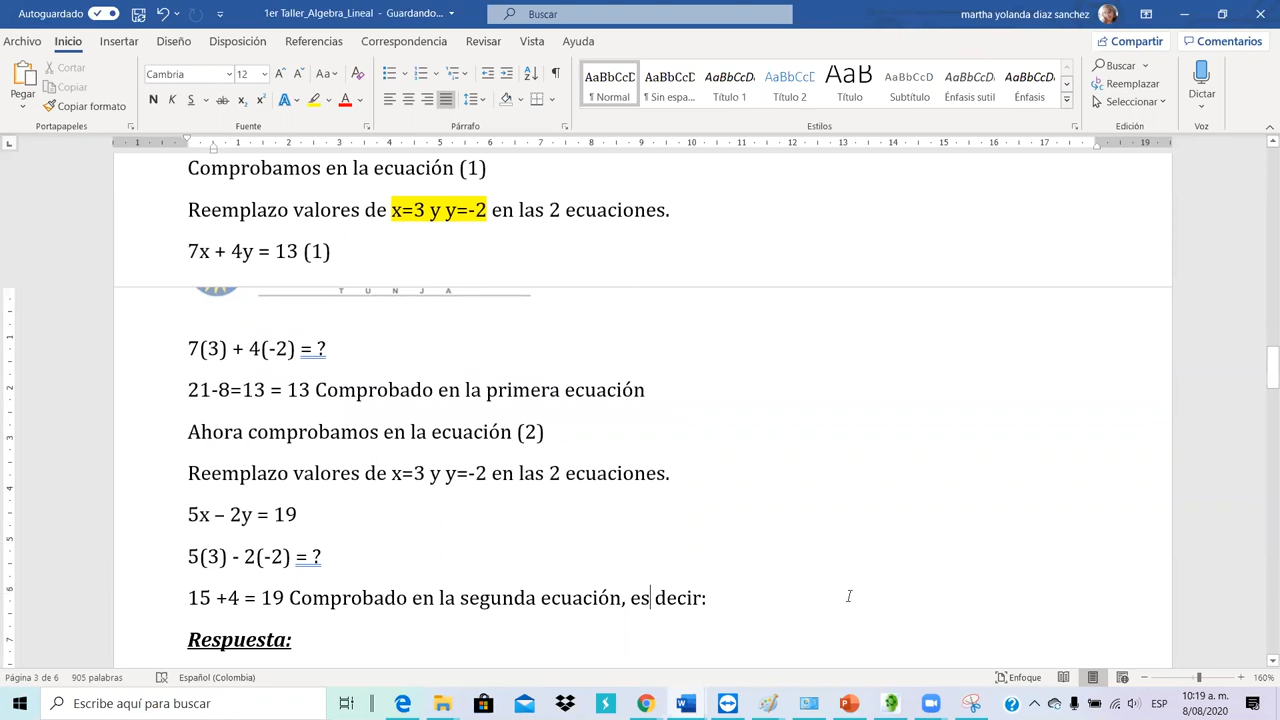 Autoguardado
martha yolanda diaz sanchez
Archivo Inicio Insertar Diseño Disposición Referencias Correspondencia Revisar Vista Ayuda Compartir Comentarios
Pegar
Cortar
Copiar
Copiar formato
Portapapeles
Cambria 12
Fuente
Párrafo
AaBbCcD AaBbCcD AaBbCcD AaBbCcD AaB AaBbCcD AaBbCcD AaBbCcD
¶ Normal ¶ Sin espa... Título 1 Título 2 Título Subtítulo Énfasis sutil Énfasis
Estilos
Buscar
Reemplazar
Seleccionar
Edición
Dictar
Voz
Comprobamos en la ecuación (1)
Reemplazo valores de x=3 y y=-2 en las 2 ecuaciones.
7x + 4y = 13 (1)
T U N J A
7(3) + 4(-2) = ?
21-8=13 = 13 Comprobado en la primera ecuación
Ahora comprobamos en la ecuación (2)
Reemplazo valores de x=3 y y=-2 en las 2 ecuaciones.
5x – 2y = 19
5(3) - 2(-2) = ?
15 +4 = 19 Comprobado en la segunda ecuación, es decir:
Respuesta:
Página 3 de 6 905 palabras Español (Colombia) Enfoque 160%
Escribe aquí para buscar
ESP
10:19 a. m.
8/08/2020